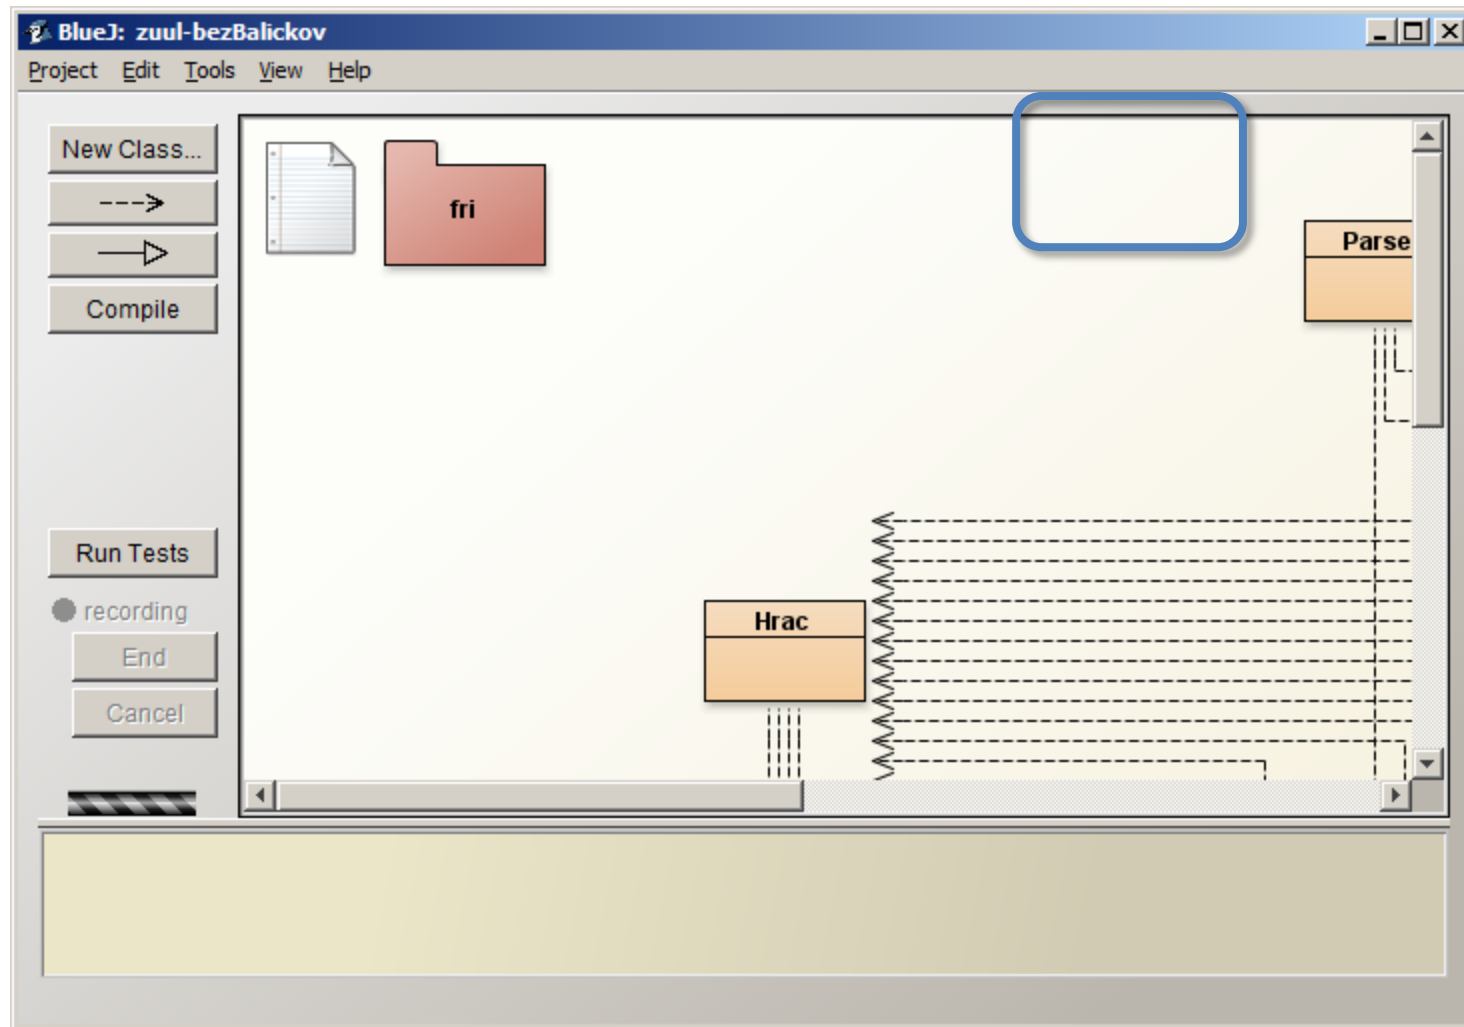 BlueJ: zuul-bezBalickov
Project Edit Tools View Help
New Class...
fri
Parse
Compile
Run Tests
recording
Hrac
End
Cancel